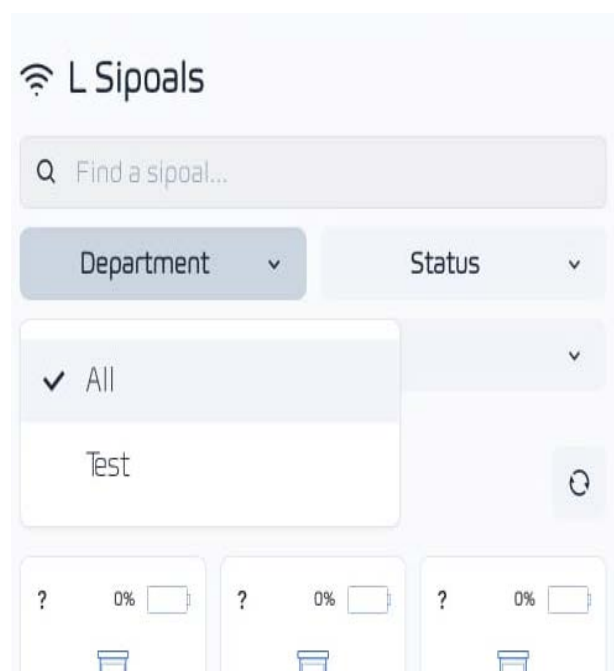 L Sipoals
Find a sipoal...
Department
Status
All
Test
? 0% ? 0% ? 0%